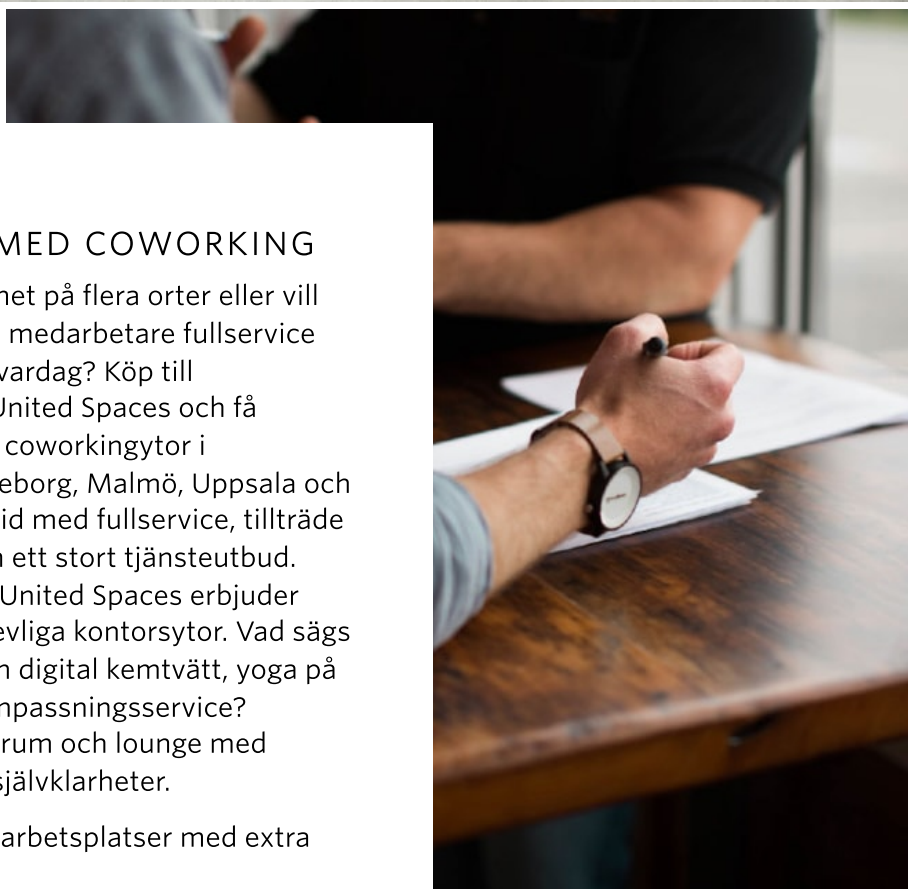 MED COWORKING
het på flera orter eller vill
medarbetare fullservice
vardag? Köp till
United Spaces och få
coworkingytor i
eborg, Malmö, Uppsala och
id med fullservice, tillträde
ett stort tjänsteutbud.
United Spaces erbjuder
evliga kontorsytor. Vad sägs
digital kemtvätt, yoga på
npassningsservice?
rum och lounge med
självklarheter.
arbetsplatser med extra